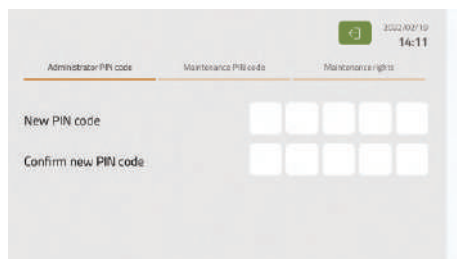 2022/02/10
14:11
Administrator PIN code Maintenance PIN code Maintenance rights
New PIN code
Confirm new PIN code